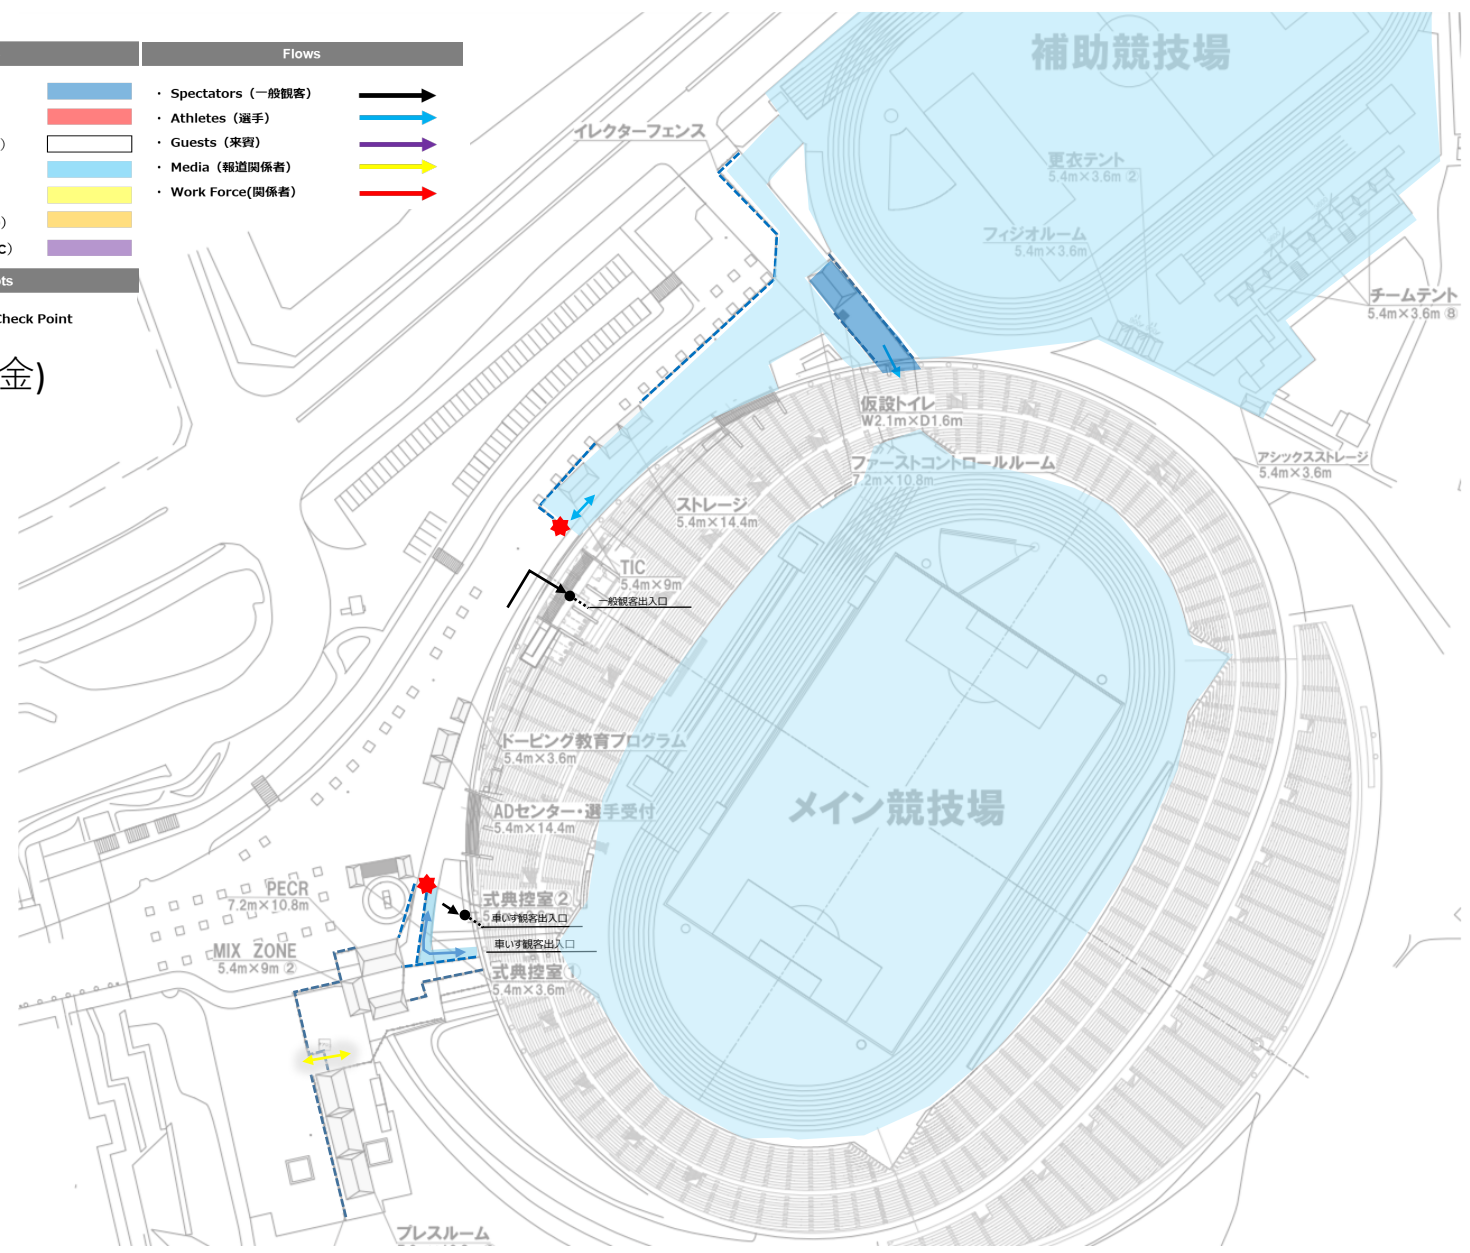 Flows
・ Spectators（一般観客）
・ Athletes（選手）
・ Guests（来賓）
・ Media（報道関係者）
・ Work Force(関係者)
）
）
C）
ots
Check Point
金)
補助競技場
イレクターフェンス
更衣テント
5.4m×3.6m ②
フィジオルーム
5.4m×3.6m
チームテント
5.4m×3.6m ⑧
仮設トイレ
W2.1m×D1.6m
アシックスストレージ
5.4m×3.6m
ファーストコントロールルーム
7.2m×10.8m
ストレージ
5.4m×14.4m
TIC
5.4m×9m
一般観客出入口
ドーピング教育プログラム
5.4m×3.6m
メイン競技場
ADセンター・選手受付
5.4m×14.4m
PECR
7.2m×10.8m
式典控室②
車いす観客出入口
MIX ZONE
5.4m×9m ②
車いす観客出入口
式典控室①
5.4m×3.6m
プレスルーム